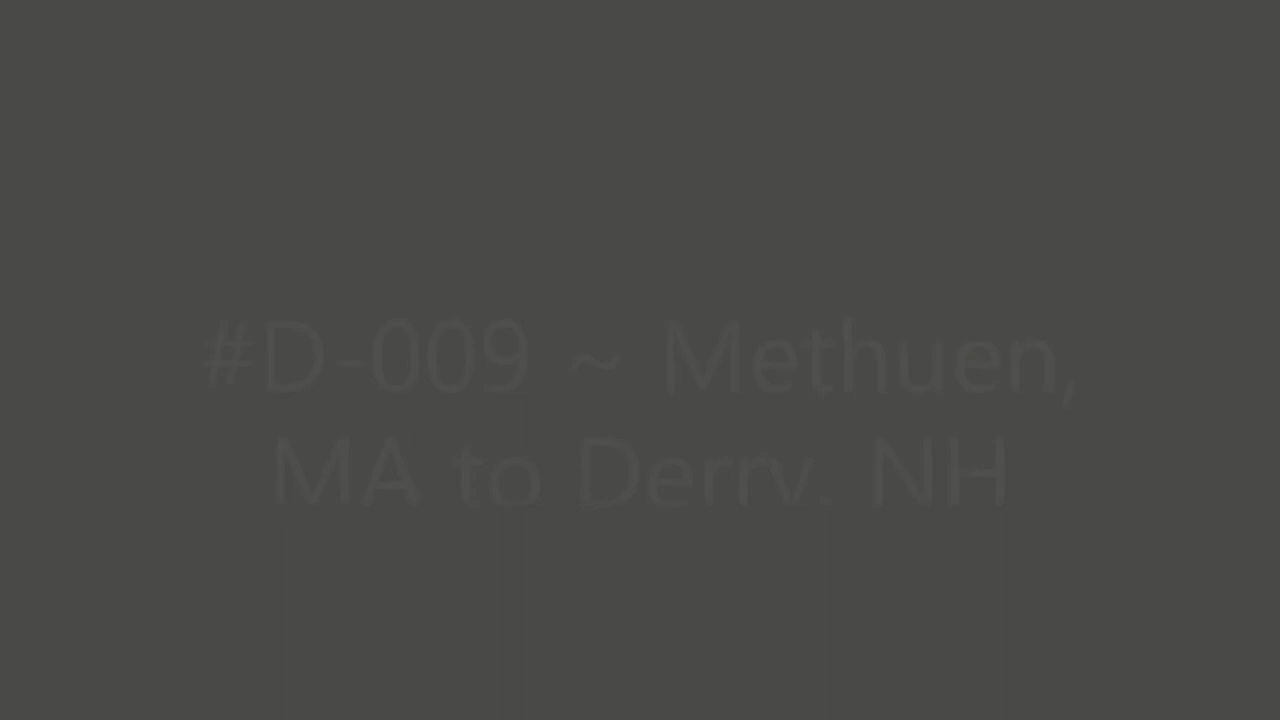 #D-009 ~ Methuen,
MA to Derry, NH